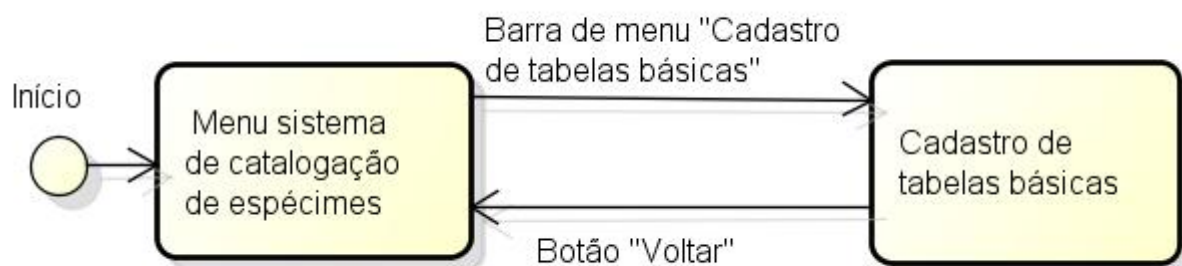 Barra de menu "Cadastro
de tabelas básicas"
Início
Menu sistema
de catalogação
de espécimes
Cadastro de
tabelas básicas
Botão "Voltar"